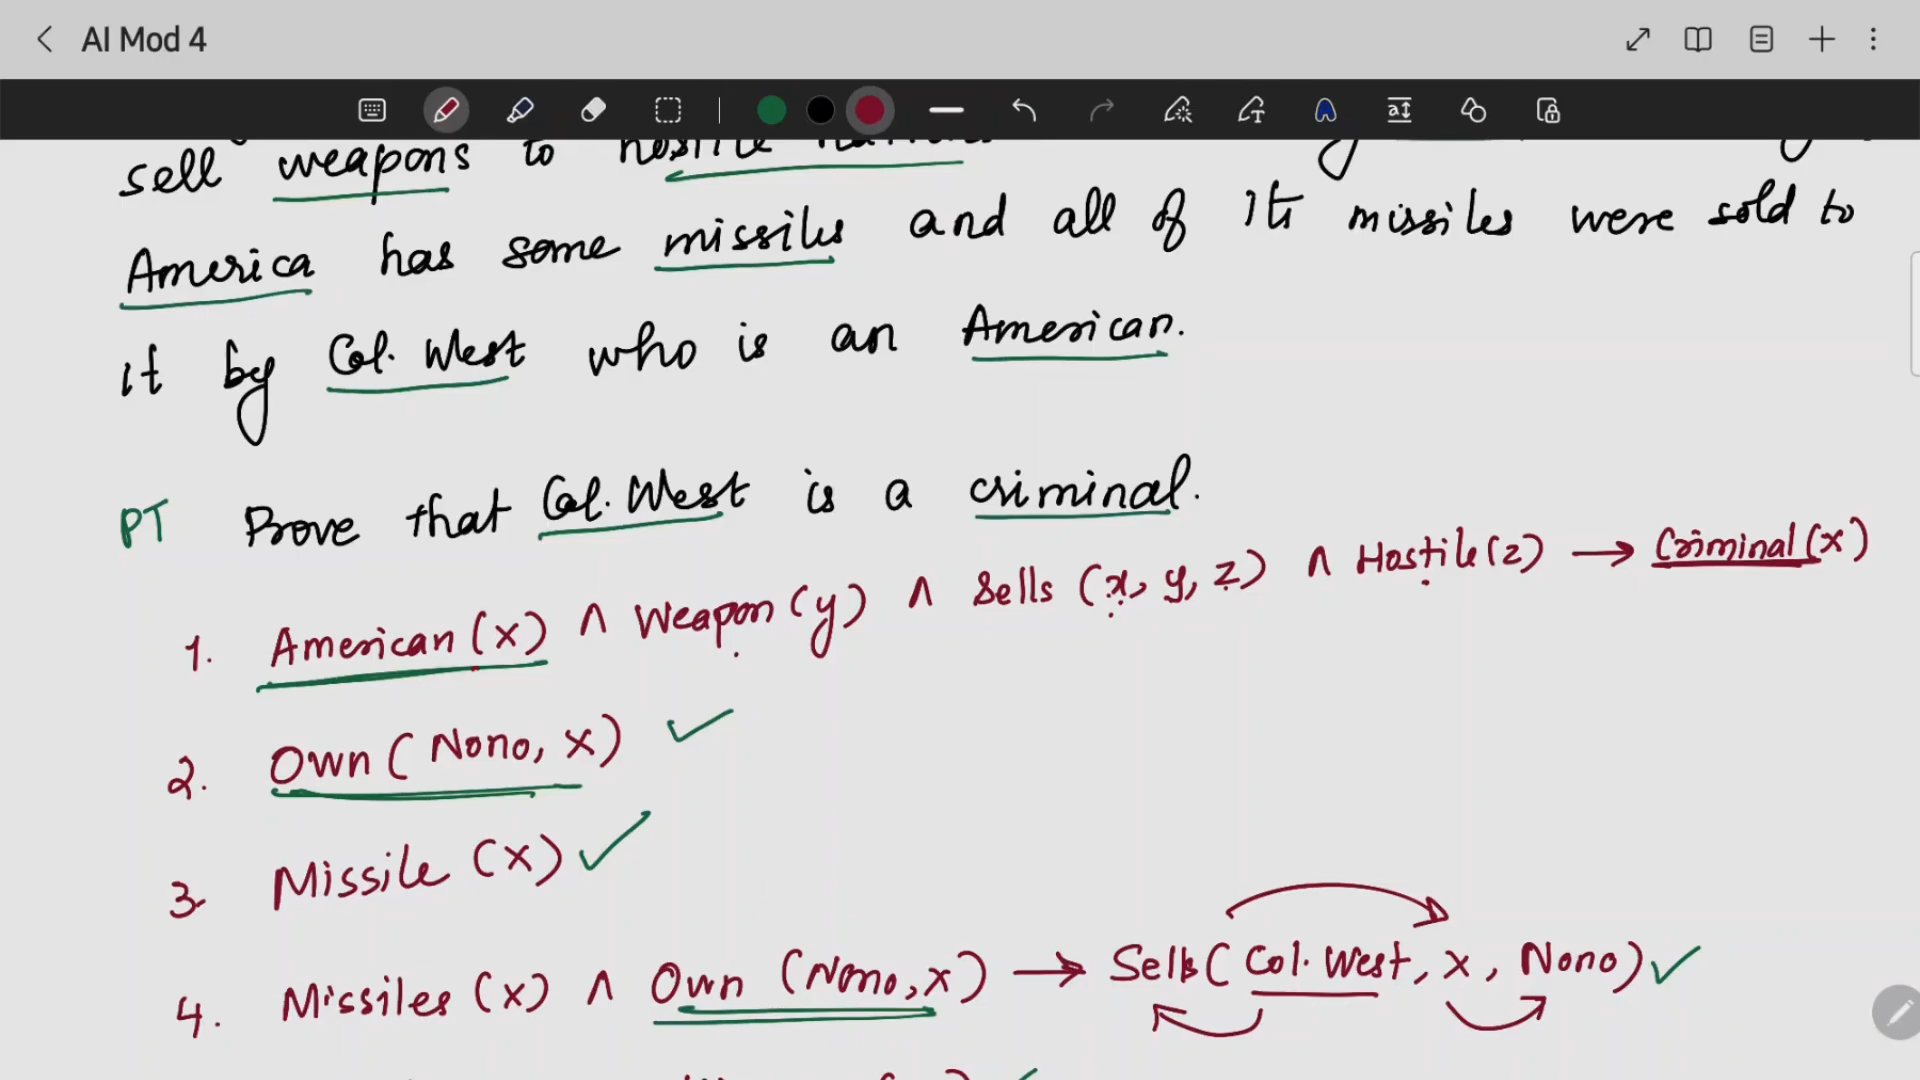 AI Mod 4
sell weapons to
America has some missiles and all of its missiles were sold to
it by Col. West who is an American.
PT Prove that Col. West is a criminal.
1. American (x) ∧ Weapon (y) ∧ Sells (x, y, z) ∧ Hostile (z) → Criminal (x)
2. Own ( Nono, x) ✓
3. Missile (x) ✓
4. Missiles (x) ∧ Own (Nono, x) → Sells ( Col. West, x, Nono) ✓